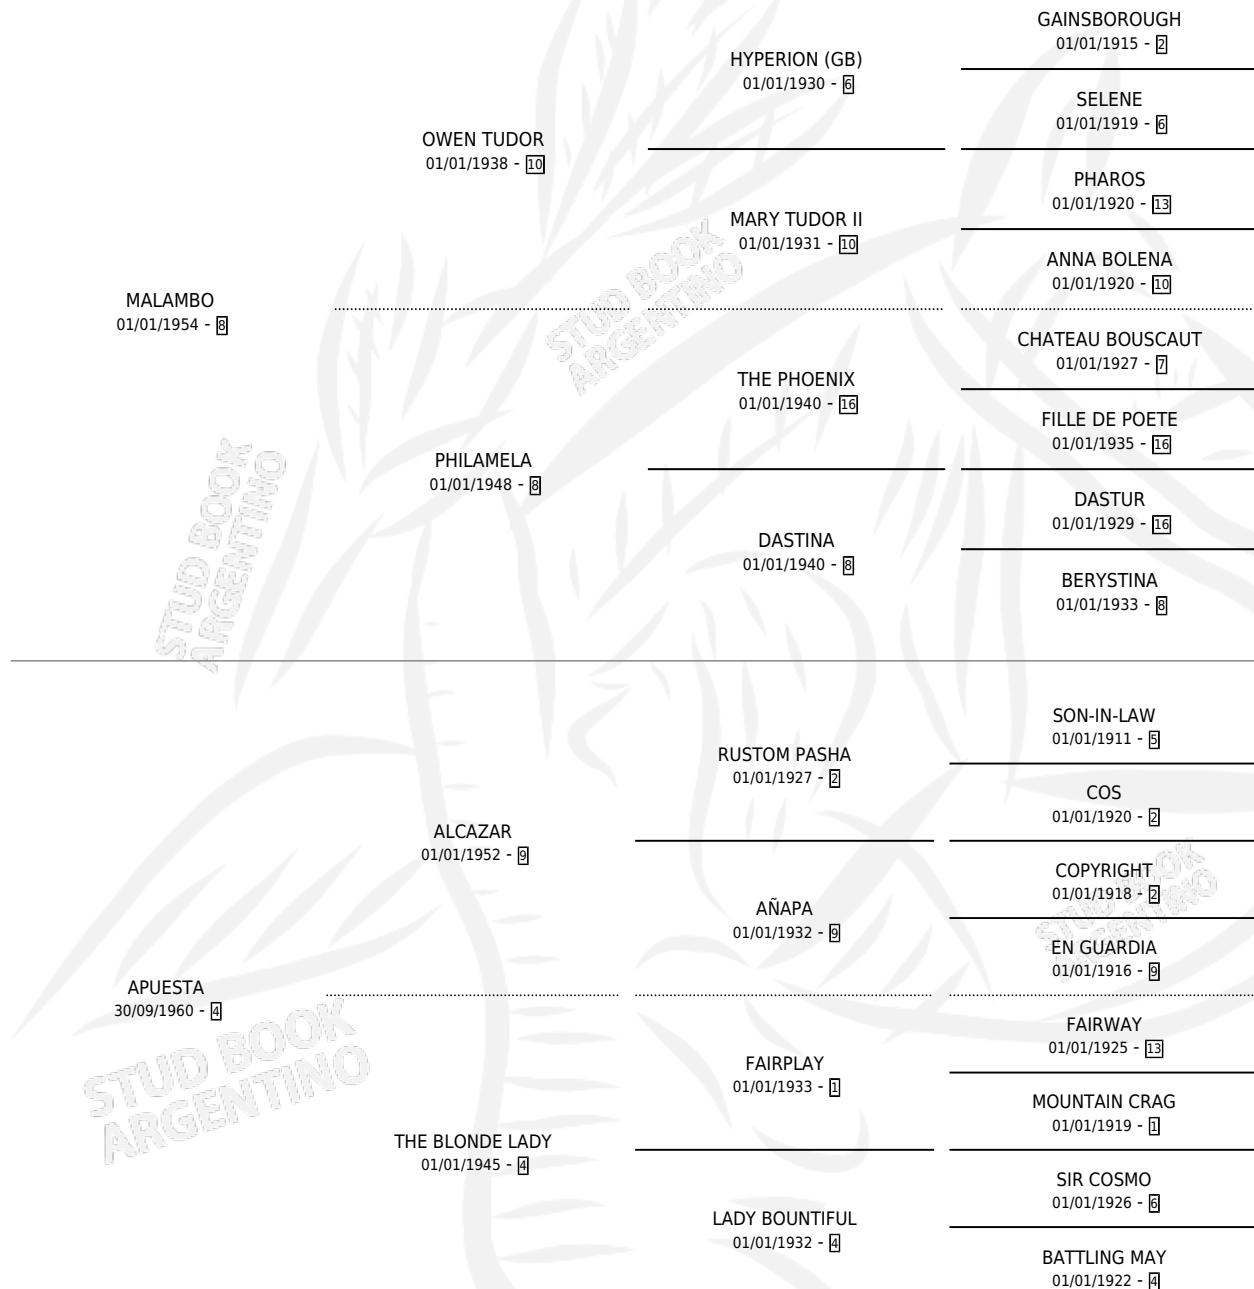 GAINSBOROUGH
01/01/1915 - 2
HYPERION (GB)
01/01/1930 - 6
SELENE
01/01/1919 - 6
OWEN TUDOR
01/01/1938 - 10
PHAROS
01/01/1920 - 13
MARY TUDOR II
01/01/1931 - 10
ANNA BOLENA
01/01/1920 - 10
MALAMBO
01/01/1954 - 8
CHATEAU BOUSCAUT
01/01/1927 - 7
THE PHOENIX
01/01/1940 - 16
FILLE DE POETE
01/01/1935 - 16
PHILAMELA
01/01/1948 - 8
DASTUR
01/01/1929 - 16
DASTINA
01/01/1940 - 8
BERYSTINA
01/01/1933 - 8
SON-IN-LAW
01/01/1911 - 5
RUSTOM PASHA
01/01/1927 - 2
COS
01/01/1920 - 2
ALCAZAR
01/01/1952 - 9
COPYRIGHT
01/01/1918 - 2
AÑAPA
01/01/1932 - 9
EN GUARDIA
01/01/1916 - 9
APUESTA
30/09/1960 - 4
FAIRWAY
01/01/1925 - 13
FAIRPLAY
01/01/1933 - 1
MOUNTAIN CRAG
01/01/1919 - 1
THE BLONDE LADY
01/01/1945 - 4
SIR COSMO
01/01/1926 - 6
LADY BOUNTIFUL
01/01/1932 - 4
BATTLING MAY
01/01/1922 - 4
STUD BOOK
ARGENTINO
STUD BOOK
ARGENTINO
STUD BOOK
ARGENTINO
STUD BOOK
ARGENTINO